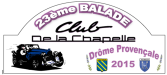 23ème BALADE
Club
De la Chapelle
Drôme Provençale
2015